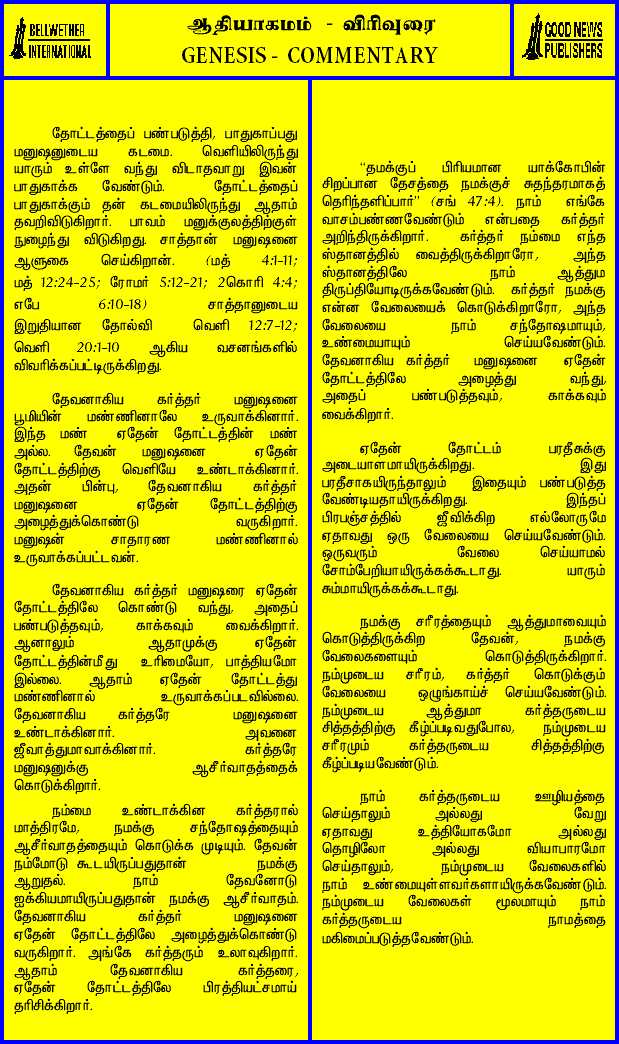 BELLWETHER
INTERNATIONAL
ஆதியாகமம் - விரிவுரை
GENESIS - COMMENTARY
GOOD NEWS
PUBLISHERS
தோட்டத்தைப் பண்படுத்தி, பாதுகாப்பது
மனுஷனுடைய கடமை. வெளியிலிருந்து
யாரும் உள்ளே வந்து விடாதவாறு இவன்
பாதுகாக்க வேண்டும். தோட்டத்தைப்
பாதுகாக்கும் தன் கடமையிலிருந்து ஆதாம்
தவறிவிடுகிறார். பாவம் மனுக்குலத்திற்குள்
நுழைந்து விடுகிறது. சாத்தான் மனுஷனை
ஆளுகை செய்கிறான். (மத் 4:1-11;
மத் 12:24-25; ரோமர் 5:12-21; 2கொரி 4:4;
எபே 6:10-18) சாத்தானுடைய
இறுதியான தோல்வி வெளி 12:7-12;
வெளி 20:1-10 ஆகிய வசனங்களில்
விவரிக்கப்பட்டிருக்கிறது.
தேவனாகிய கர்த்தர் மனுஷனை
பூமியின் மண்ணினாலே உருவாக்கினார்.
இந்த மண் ஏதேன் தோட்டத்தின் மண்
அல்ல. தேவன் மனுஷனை ஏதேன்
தோட்டத்திற்கு வெளியே உண்டாக்கினார்.
அதன் பின்பு, தேவனாகிய கர்த்தர்
மனுஷனை ஏதேன் தோட்டத்திற்கு
அழைத்துக்கொண்டு வருகிறார்.
மனுஷன் சாதாரண மண்ணினால்
உருவாக்கப்பட்டவன்.
தேவனாகிய கர்த்தர் மனுஷரை ஏதேன்
தோட்டத்திலே கொண்டு வந்து, அதைப்
பண்படுத்தவும், காக்கவும் வைக்கிறார்.
ஆனாலும் ஆதாமுக்கு ஏதேன்
தோட்டத்தின்மீது உரிமையோ, பாத்தியமோ
இல்லை. ஆதாம் ஏதேன் தோட்டத்து
மண்ணினால் உருவாக்கப்படவில்லை.
தேவனாகிய கர்த்தரே மனுஷனை
உண்டாக்கினார். அவனை
ஜீவாத்துமாவாக்கினார். கர்த்தரே
மனுஷனுக்கு ஆசீர்வாதத்தைக்
கொடுக்கிறார்.
நம்மை உண்டாக்கின கர்த்தரால்
மாத்திரமே, நமக்கு சந்தோஷத்தையும்
ஆசீர்வாதத்தையும் கொடுக்க முடியும். தேவன்
நம்மோடு கூடயிருப்பதுதான் நமக்கு
ஆறுதல். நாம் தேவனோடு
ஐக்கியமாயிருப்பதுதான் நமக்கு ஆசீர்வாதம்.
தேவனாகிய கர்த்தர் மனுஷனை
ஏதேன் தோட்டத்திலே அழைத்துக்கொண்டு
வருகிறார். அங்கே கர்த்தரும் உலாவுகிறார்.
ஆதாம் தேவனாகிய கர்த்தரை,
ஏதேன் தோட்டத்திலே பிரத்தியட்சமாய்
தரிசிக்கிறார்.
“தமக்குப் பிரியமான யாக்கோபின்
சிறப்பான தேசத்தை நமக்குச் சுதந்தரமாகத்
தெரிந்தளிப்பார்” (சங் 47:4). நாம் எங்கே
வாசம்பண்ணவேண்டும் என்பதை கர்த்தர்
அறிந்திருக்கிறார். கர்த்தர் நம்மை எந்த
ஸ்தானத்தில் வைத்திருக்கிறாரோ, அந்த
ஸ்தானத்திலே நாம் ஆத்தும
திருப்தியோடிருக்கவேண்டும். கர்த்தர் நமக்கு
என்ன வேலையைக் கொடுக்கிறாரோ, அந்த
வேலையை நாம் சந்தோஷமாயும்,
உண்மையாயும் செய்யவேண்டும்.
தேவனாகிய கர்த்தர் மனுஷனை ஏதேன்
தோட்டத்திலே அழைத்து வந்து,
அதைப் பண்படுத்தவும், காக்கவும்
வைக்கிறார்.
ஏதேன் தோட்டம் பரதீசுக்கு
அடையாளமாயிருக்கிறது. இது
பரதீசாகயிருந்தாலும் இதையும் பண்படுத்த
வேண்டியதாயிருக்கிறது. இந்தப்
பிரபஞ்சத்தில் ஜீவிக்கிற எல்லோருமே
ஏதாவது ஒரு வேலையை செய்யவேண்டும்.
ஒருவரும் வேலை செய்யாமல்
சோம்பேறியாயிருக்கக்கூடாது. யாரும்
சும்மாயிருக்கக்கூடாது.
நமக்கு சரீரத்தையும் ஆத்துமாவையும்
கொடுத்திருக்கிற தேவன், நமக்கு
வேலைகளையும் கொடுத்திருக்கிறார்.
நம்முடைய சரீரம், கர்த்தர் கொடுக்கும்
வேலையை ஒழுங்காய்ச் செய்யவேண்டும்.
நம்முடைய ஆத்துமா கர்த்தருடைய
சித்தத்திற்கு கீழ்ப்படிவதுபோல, நம்முடைய
சரீரமும் கர்த்தருடைய சித்தத்திற்கு
கீழ்ப்படியவேண்டும்.
நாம் கர்த்தருடைய ஊழியத்தை
செய்தாலும் அல்லது வேறு
ஏதாவது உத்தியோகமோ அல்லது
தொழிலோ அல்லது வியாபாரமோ
செய்தாலும், நம்முடைய வேலைகளில்
நாம் உண்மையுள்ளவர்களாயிருக்கவேண்டும்.
நம்முடைய வேலைகள் மூலமாயும் நாம்
கர்த்தருடைய நாமத்தை
மகிமைப்படுத்தவேண்டும்.